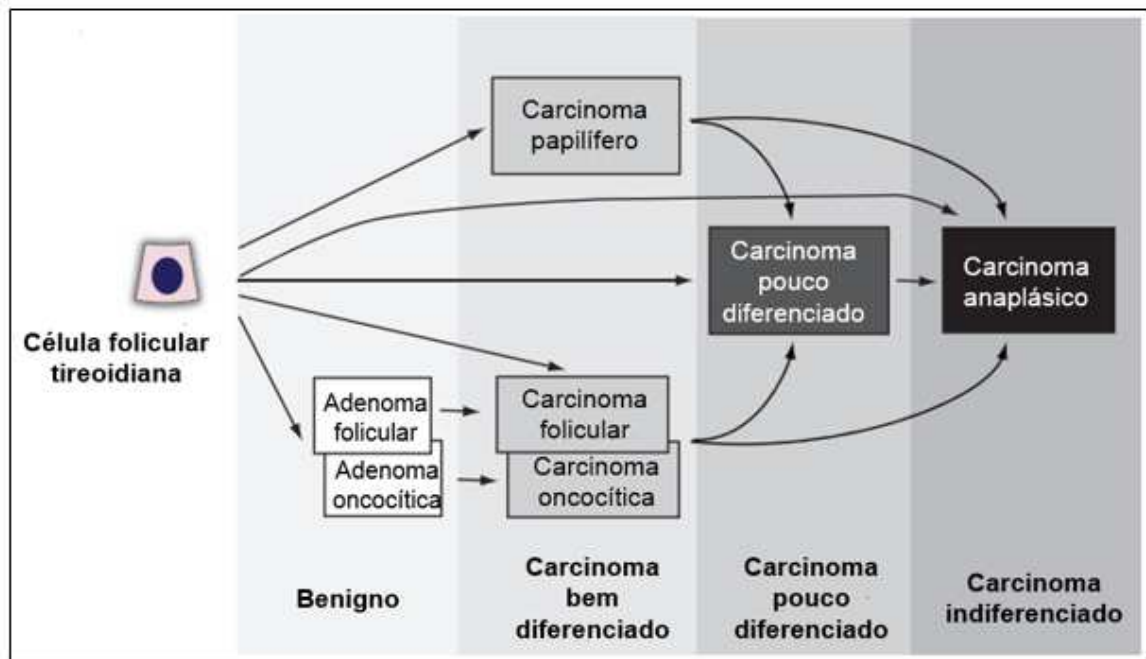 Carcinoma
papilífero
Carcinoma
pouco
diferenciado
Carcinoma
anaplásico
Célula folicular
tireoidiana
Adenoma
folicular
Adenoma
oncocítica
Carcinoma
folicular
Carcinoma
oncocítica
Benigno
Carcinoma
bem
diferenciado
Carcinoma
pouco
diferenciado
Carcinoma
indiferenciado